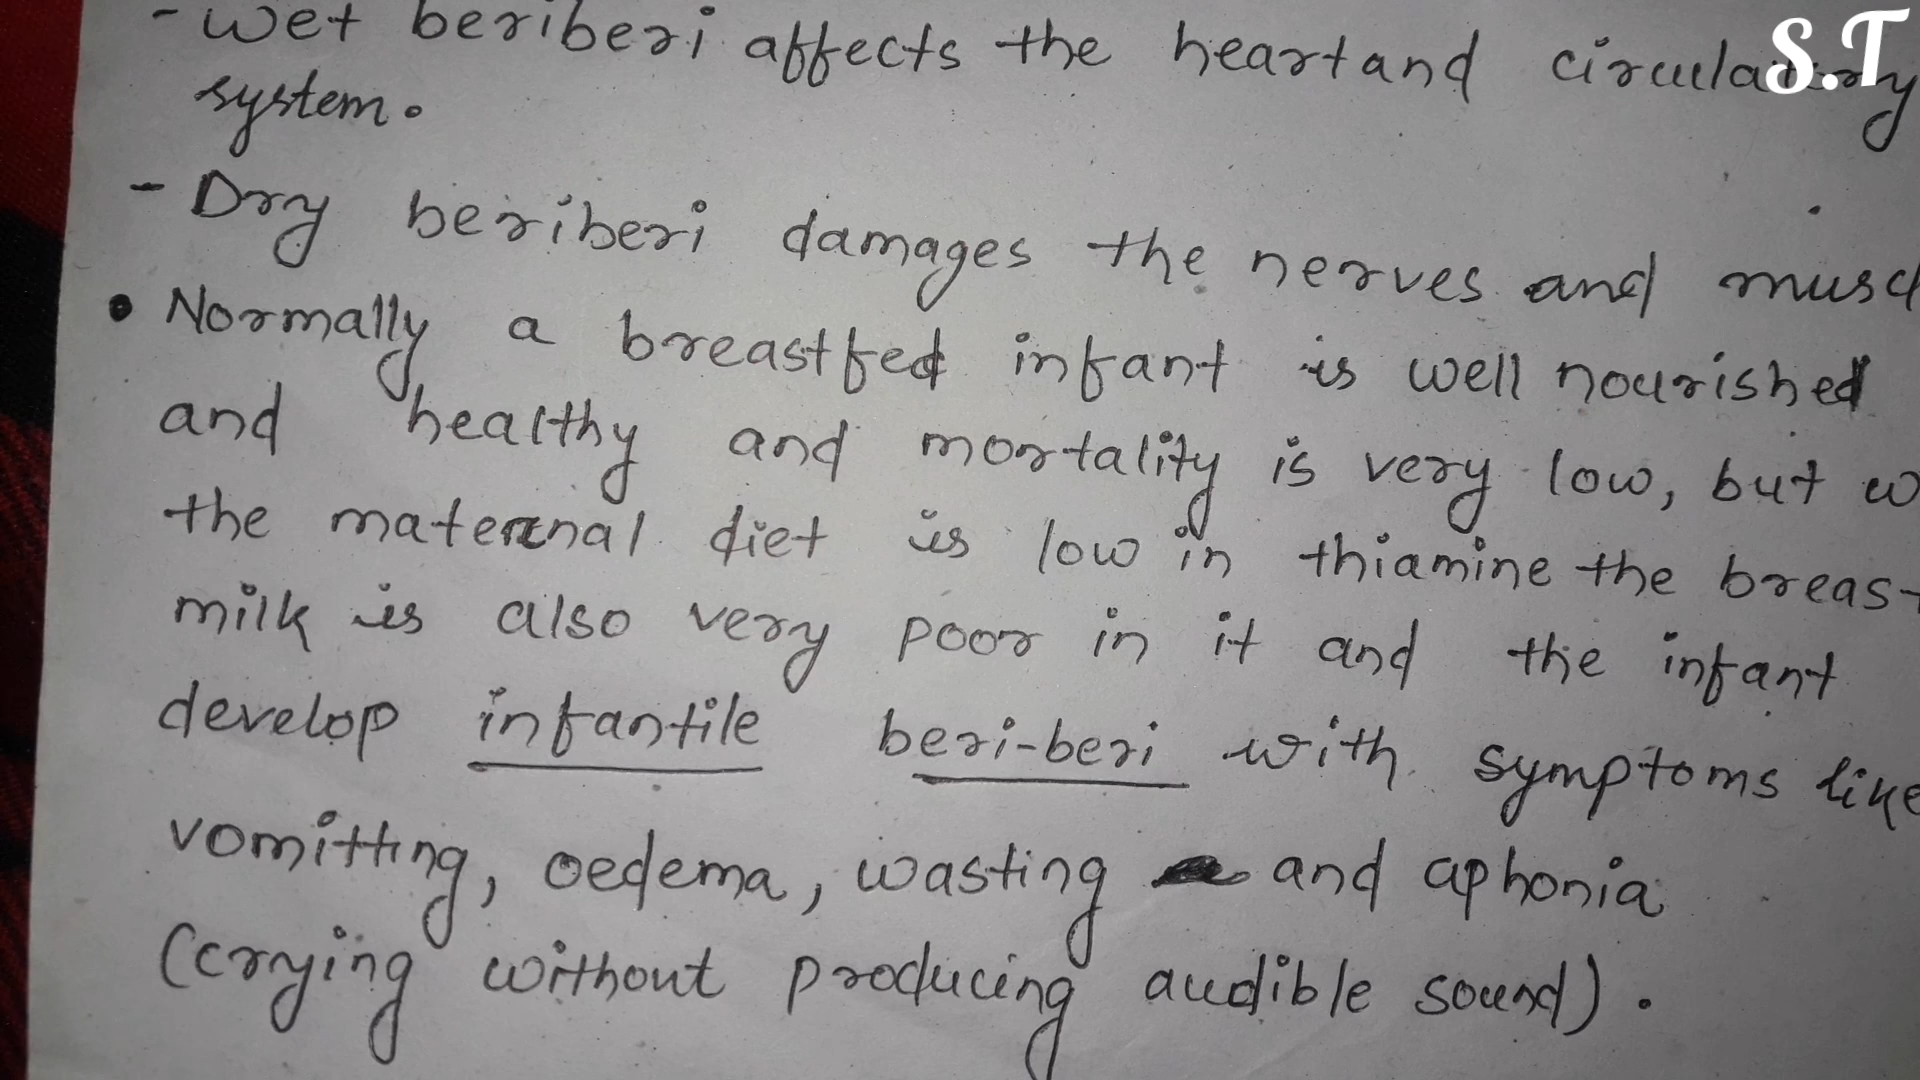 - wet beriberi affects the heart and circulatory
system.
- Dry beriberi damages the nerves and muscl
• Normally a breastfed infant is well nourished
and healthy and mortality is very low, but w
the maternal diet is low in thiamine the breast
milk is also very poor in it and the infant
develop infantile beri-beri with symptoms like
vomitting, oedema, wasting and aphonia
(crying without producing audible sound).
S.T